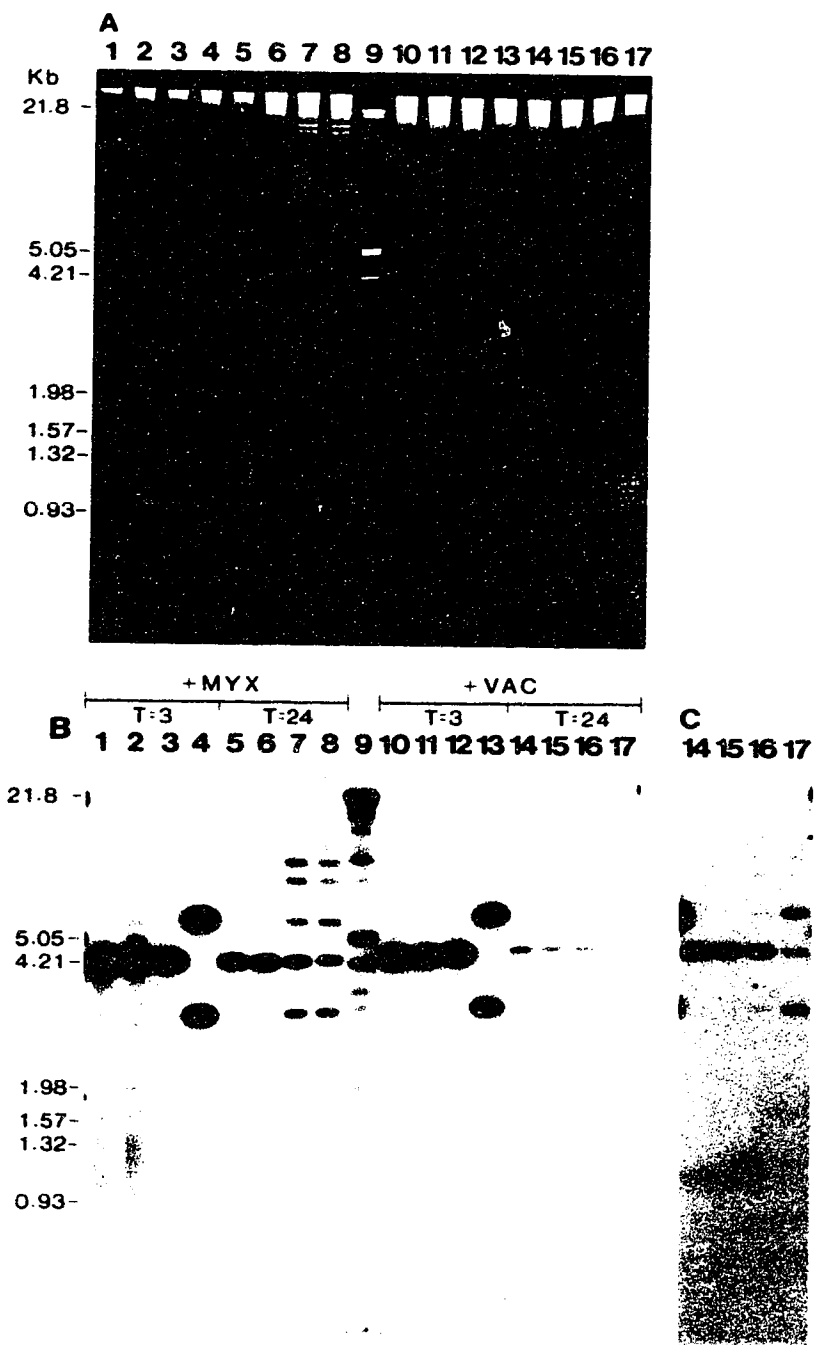 A
1 2 3 4 5 6 7 8 9 10 11 12 13 14 15 16 17
Kb
21.8 -
5.05-
4.21-
1.98-
1.57-
1.32-
0.93-
+MYX +VAC
T=3 T=24 T=3 T=24
B C
1 2 3 4 5 6 7 8 9 10 11 12 13 14 15 16 17 14 15 16 17
21.8 -
5.05-
4.21-
1.98-
1.57-
1.32-
0.93-